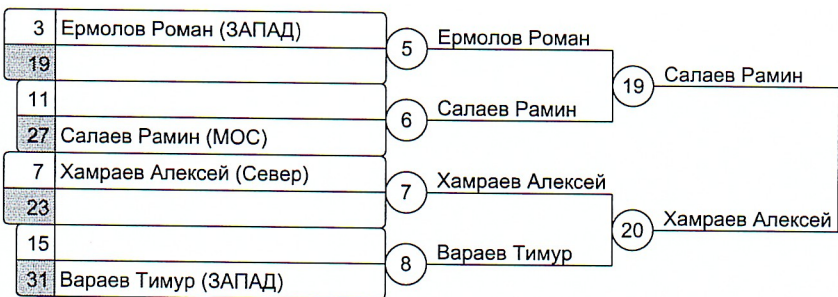 3 Ермолов Роман (ЗАПАД)
19
5 Ермолов Роман
19 Салаев Рамин
11
27 Салаев Рамин (МОС)
6 Салаев Рамин
7 Хамраев Алексей (Север)
23
7 Хамраев Алексей
20 Хамраев Алексей
15
31 Вараев Тимур (ЗАПАД)
8 Вараев Тимур